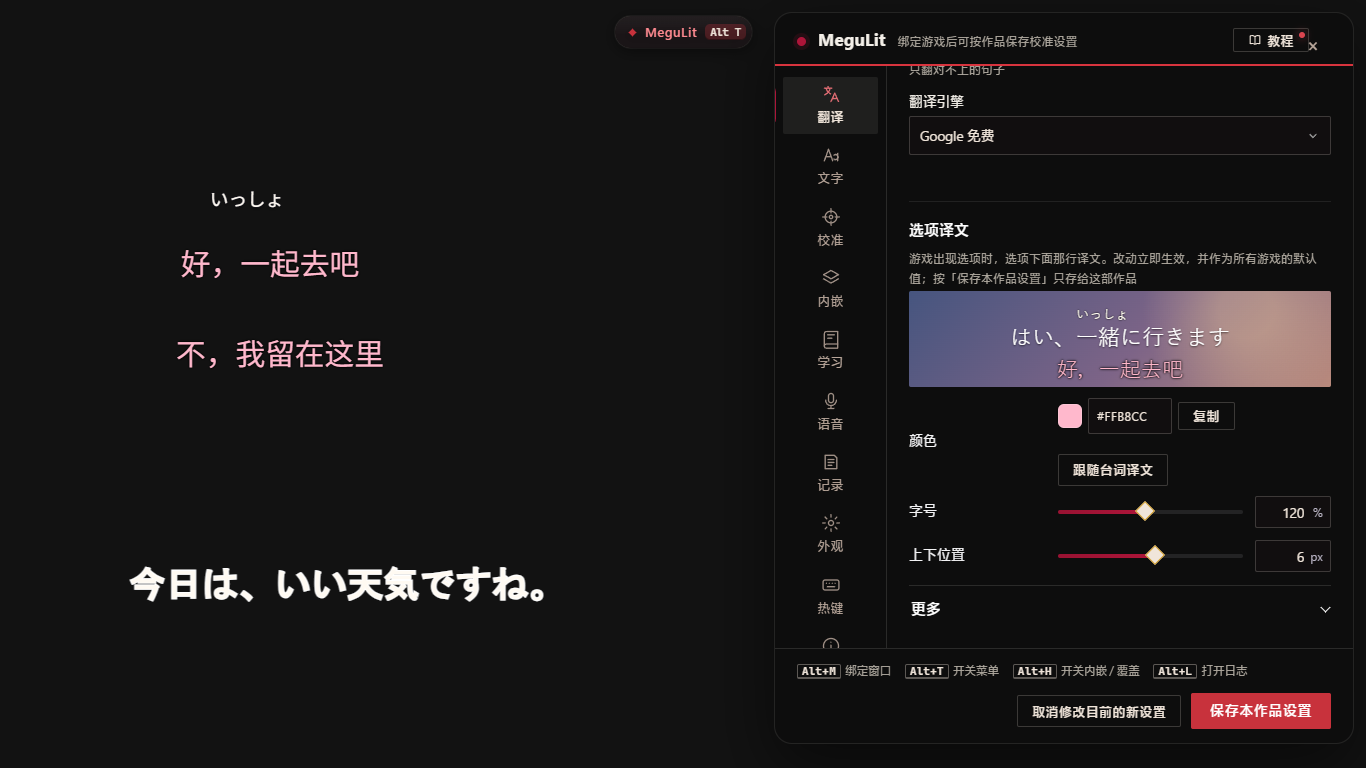 MeguLit Alt T
いっしょ
好，一起去吧
不，我留在这里
今日は、いい天気ですね。
MeguLit 绑定游戏后可按作品保存校准设置 教程 ×
翻译
文字
校准
内嵌
学习
语音
记录
外观
热键
只翻对不上的句子
翻译引擎
Google 免费
选项译文
游戏出现选项时，选项下面那行译文。改动立即生效，并作为所有游戏的默认
值；按「保存本作品设置」只存给这部作品
いっしょ
はい、一緒に行きます
好，一起去吧
颜色 #FFB8CC 复制
跟随台词译文
字号 120 %
上下位置 6 px
更多
Alt+M 绑定窗口 Alt+T 开关菜单 Alt+H 开关内嵌 / 覆盖 Alt+L 打开日志
取消修改目前的新设置 保存本作品设置